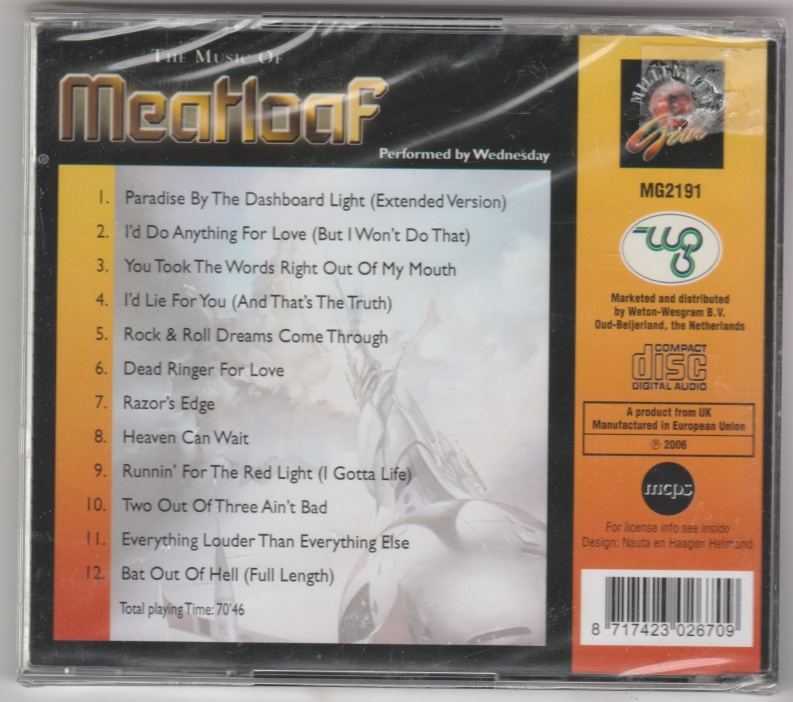 The Music Of
Meatloaf
Performed by Wednesday
1. Paradise By The Dashboard Light (Extended Version)
2. I'd Do Anything For Love (But I Won't Do That)
3. You Took The Words Right Out Of My Mouth
4. I'd Lie For You (And That's The Truth)
5. Rock & Roll Dreams Come Through
6. Dead Ringer For Love
7. Razor's Edge
8. Heaven Can Wait
9. Runnin' For The Red Light (I Gotta Life)
10. Two Out Of Three Ain't Bad
11. Everything Louder Than Everything Else
12. Bat Out Of Hell (Full Length)
Total playing Time: 70'46
MG2191
Marketed and distributed
by Weton-Wesgram B.V.
Oud-Beijerland, the Netherlands
COMPACT
disc
DIGITAL AUDIO
A product from UK
Manufactured in European Union
℗ 2006
mcps
For license info see inside
Design: Nauta en Haagen Helmond
8 717423 026709